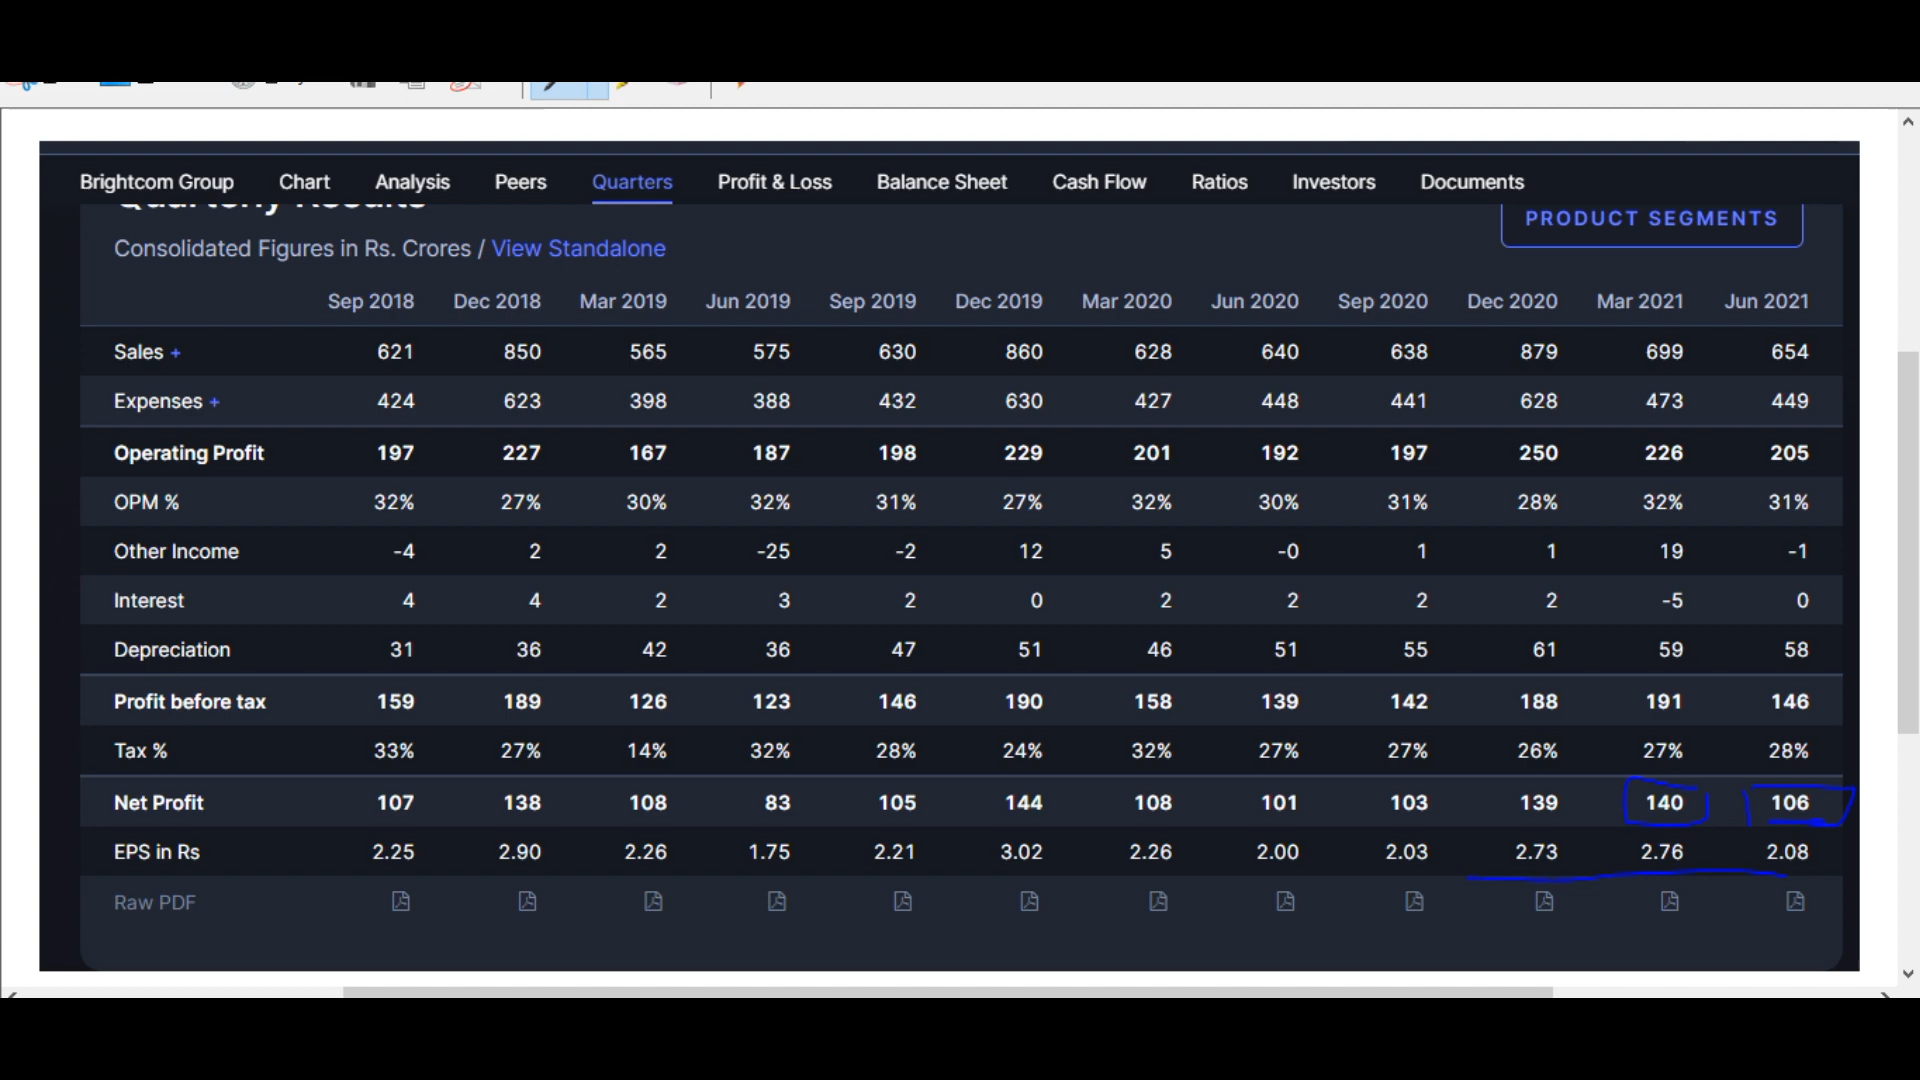 Brightcom Group Chart Analysis Peers Quarters Profit & Loss Balance Sheet Cash Flow Ratios Investors Documents
Quarterly Results
PRODUCT SEGMENTS
Consolidated Figures in Rs. Crores / View Standalone
Sep 2018 Dec 2018 Mar 2019 Jun 2019 Sep 2019 Dec 2019 Mar 2020 Jun 2020 Sep 2020 Dec 2020 Mar 2021 Jun 2021
Sales + 621 850 565 575 630 860 628 640 638 879 699 654
Expenses + 424 623 398 388 432 630 427 448 441 628 473 449
Operating Profit 197 227 167 187 198 229 201 192 197 250 226 205
OPM % 32% 27% 30% 32% 31% 27% 32% 30% 31% 28% 32% 31%
Other Income -4 2 2 -25 -2 12 5 -0 1 1 19 -1
Interest 4 4 2 3 2 0 2 2 2 2 -5 0
Depreciation 31 36 42 36 47 51 46 51 55 61 59 58
Profit before tax 159 189 126 123 146 190 158 139 142 188 191 146
Tax % 33% 27% 14% 32% 28% 24% 32% 27% 27% 26% 27% 28%
Net Profit 107 138 108 83 105 144 108 101 103 139 140 106
EPS in Rs 2.25 2.90 2.26 1.75 2.21 3.02 2.26 2.00 2.03 2.73 2.76 2.08
Raw PDF